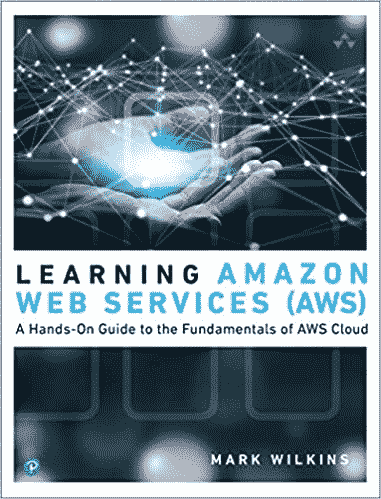 LEARNING AMAZON
WEB SERVICES (AWS)
A Hands-On Guide to the Fundamentals of AWS Cloud
MARK WILKINS